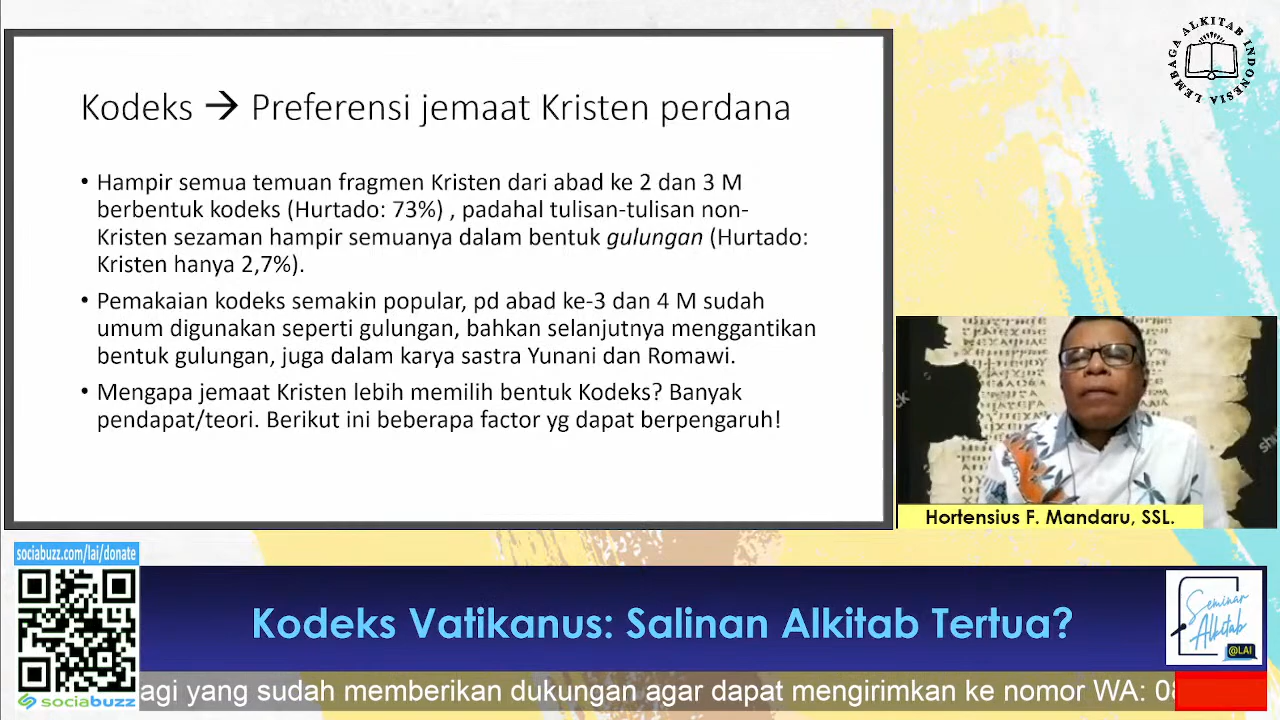 Kodeks → Preferensi jemaat Kristen perdana
• Hampir semua temuan fragmen Kristen dari abad ke 2 dan 3 M
berbentuk kodeks (Hurtado: 73%) , padahal tulisan-tulisan non-
Kristen sezaman hampir semuanya dalam bentuk gulungan (Hurtado:
Kristen hanya 2,7%).
• Pemakaian kodeks semakin popular, pd abad ke-3 dan 4 M sudah
umum digunakan seperti gulungan, bahkan selanjutnya menggantikan
bentuk gulungan, juga dalam karya sastra Yunani dan Romawi.
• Mengapa jemaat Kristen lebih memilih bentuk Kodeks? Banyak
pendapat/teori. Berikut ini beberapa factor yg dapat berpengaruh!
LEMBAGA ALKITAB INDONESIA
Hortensius F. Mandaru, SSL.
sociabuzz.com/lai/donate
Kodeks Vatikanus: Salinan Alkitab Tertua?
Seminar
Alkitab
@LAI
sociabuzz
agi yang sudah memberikan dukungan agar dapat mengirimkan ke nomor WA: 08